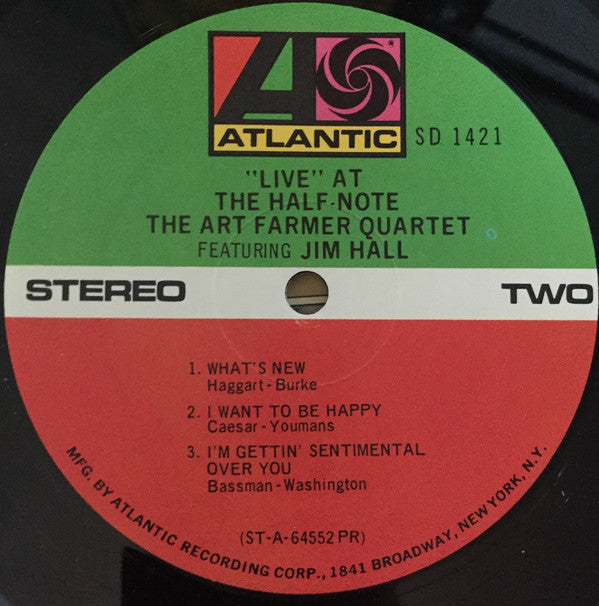 ATLANTIC
SD 1421
"LIVE" AT
THE HALF-NOTE
THE ART FARMER QUARTET
FEATURING JIM HALL
STEREO
TWO
1. WHAT'S NEW
Haggart-Burke
2. I WANT TO BE HAPPY
Caesar-Youmans
3. I'M GETTIN' SENTIMENTAL
OVER YOU
Bassman-Washington
(ST-A-64552 PR)
MFG. BY ATLANTIC RECORDING CORP., 1841 BROADWAY, NEW YORK, N.Y.